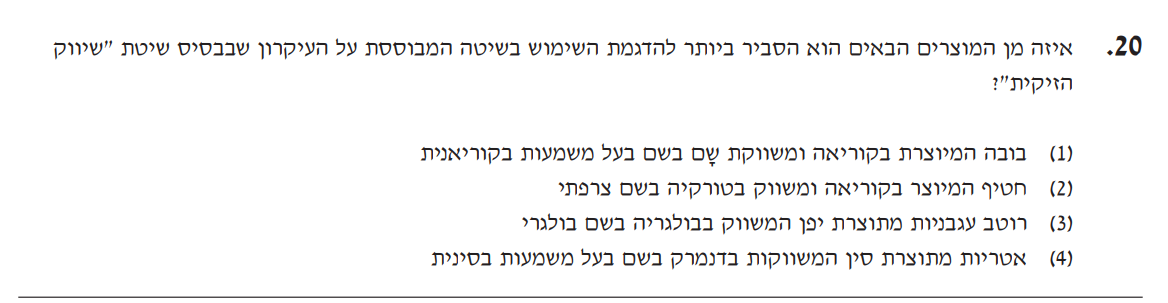 20. איזה מן המוצרים הבאים הוא הסביר ביותר להדגמת השימוש בשיטה המבוססת על העיקרון שבבסיס שיטת "שיווק
הזיקית"?
(1) בובה המיוצרת בקוריאה ומשווקת שָם בשם בעל משמעות בקוריאנית
(2) חטיף המיוצר בקוריאה ומשווק בטורקיה בשם צרפתי
(3) רוטב עגבניות מתוצרת יפן המשווק בבולגריה בשם בולגרי
(4) אטריות מתוצרת סין המשווקות בדנמרק בשם בעל משמעות בסינית